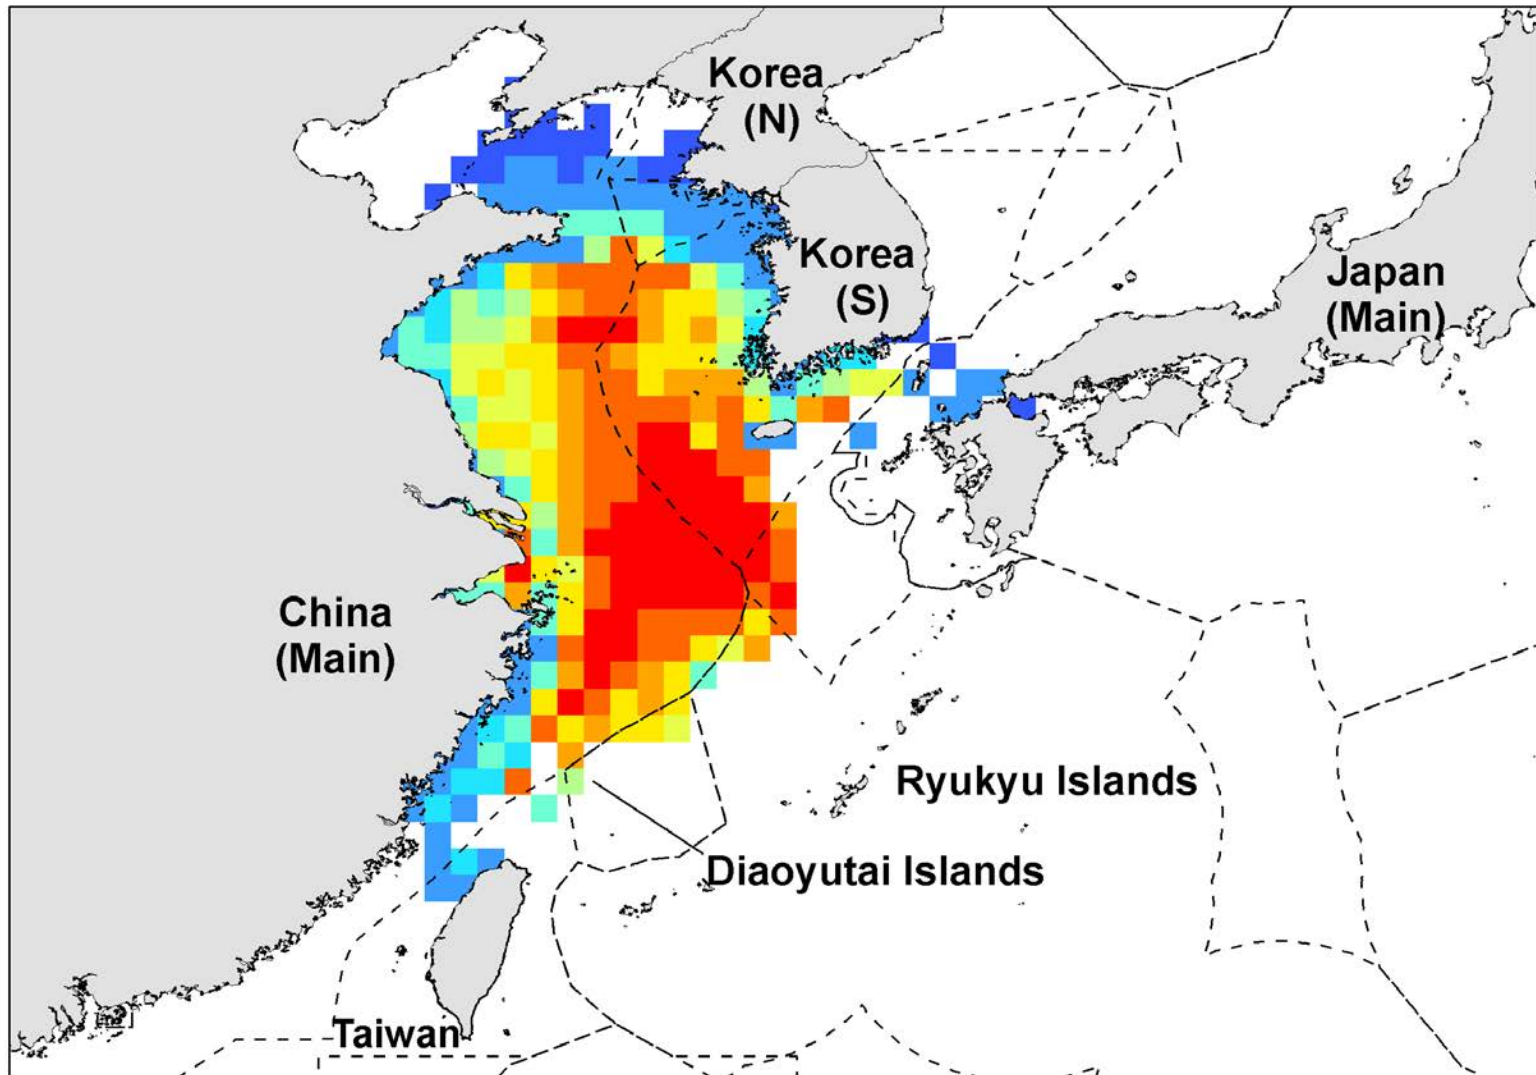 Korea
(N)
Korea
(S)
Japan
(Main)
China
(Main)
Ryukyu Islands
Diaoyutai Islands
Taiwan